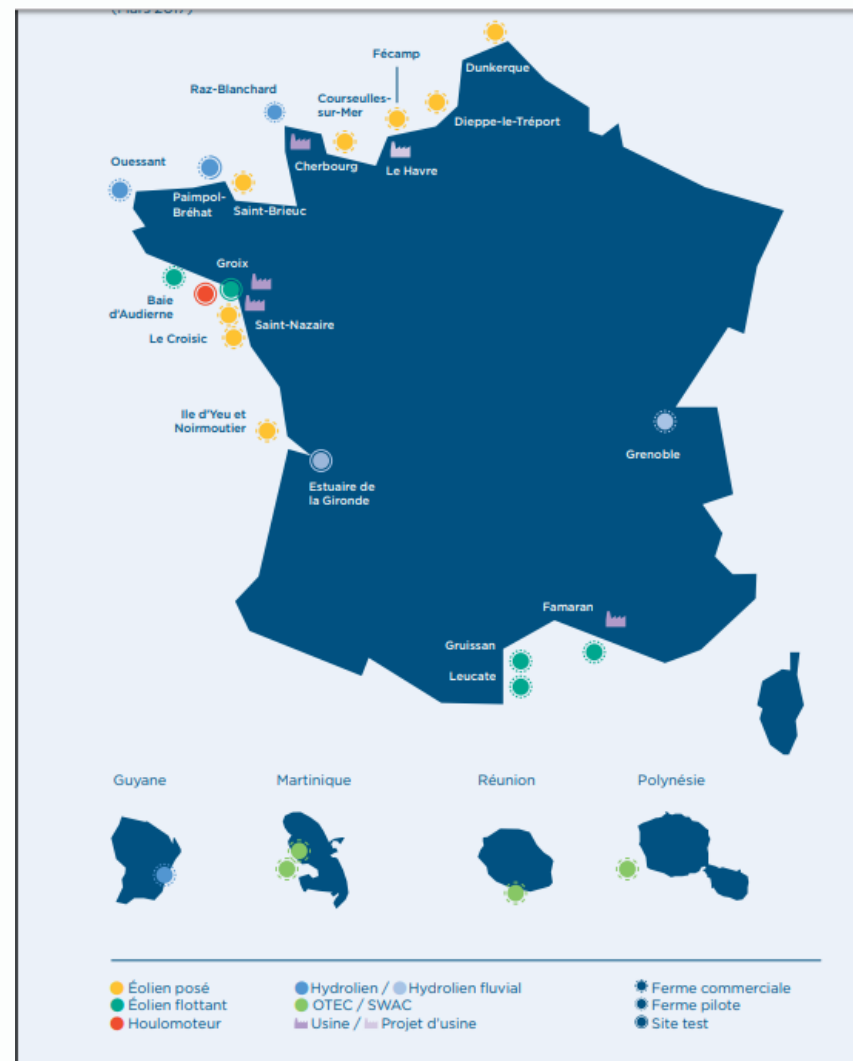 (Mars 2017)
Fécamp
Dunkerque
Raz-Blanchard
Courseulles-
sur-Mer
Dieppe-le-Tréport
Ouessant
Cherbourg
Le Havre
Paimpol-
Bréhat
Saint-Brieuc
Groix
Baie
d'Audierne
Saint-Nazaire
Le Croisic
Ile d'Yeu et
Noirmoutier
Grenoble
Estuaire de
la Gironde
Famaran
Gruissan
Leucate
Guyane
Martinique
Réunion
Polynésie
Éolien posé
Hydrolien / Hydrolien fluvial
Ferme commerciale
Éolien flottant
OTEC / SWAC
Ferme pilote
Houlomoteur
Usine / Projet d'usine
Site test